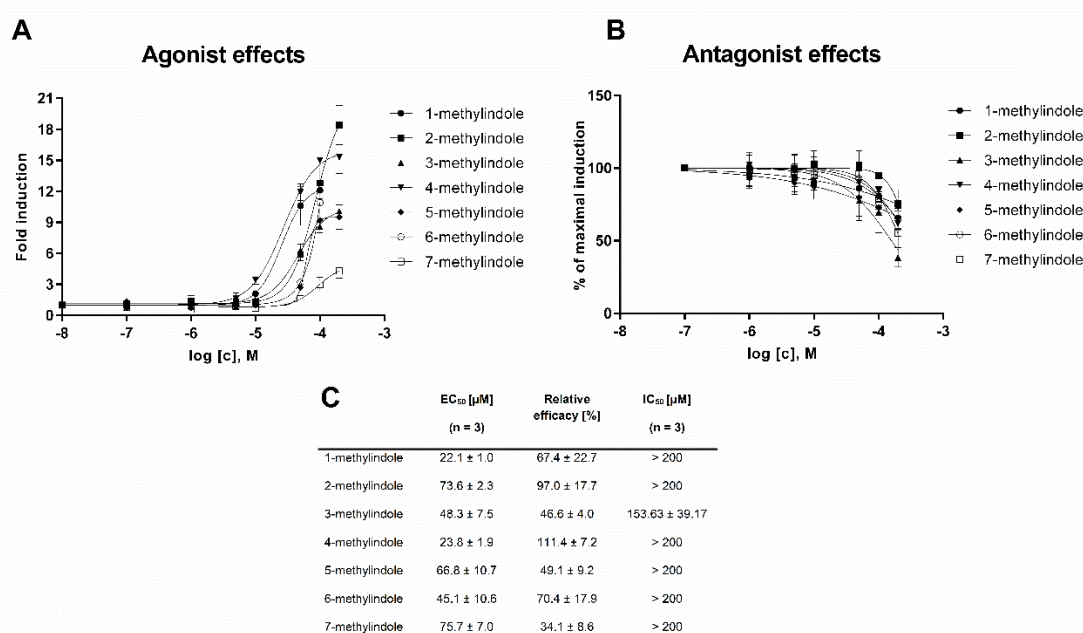 A
Agonist effects
Fold induction
21
18
15
12
9
6
3
0
-8 -7 -6 -5 -4 -3
log [c], M
1-methylindole
2-methylindole
3-methylindole
4-methylindole
5-methylindole
6-methylindole
7-methylindole
B
Antagonist effects
% of maximal induction
150
100
50
0
-8 -7 -6 -5 -4 -3
log [c], M
1-methylindole
2-methylindole
3-methylindole
4-methylindole
5-methylindole
6-methylindole
7-methylindole
C
EC₅₀ [µM] Relative IC₅₀ [µM]
efficacy [%]
(n = 3) (n = 3)
1-methylindole 22.1 ± 1.0 67.4 ± 22.7 > 200
2-methylindole 73.6 ± 2.3 97.0 ± 17.7 > 200
3-methylindole 48.3 ± 7.5 46.6 ± 4.0 153.63 ± 39.17
4-methylindole 23.8 ± 1.9 111.4 ± 7.2 > 200
5-methylindole 66.8 ± 10.7 49.1 ± 9.2 > 200
6-methylindole 45.1 ± 10.6 70.4 ± 17.9 > 200
7-methylindole 75.7 ± 7.0 34.1 ± 8.6 > 200